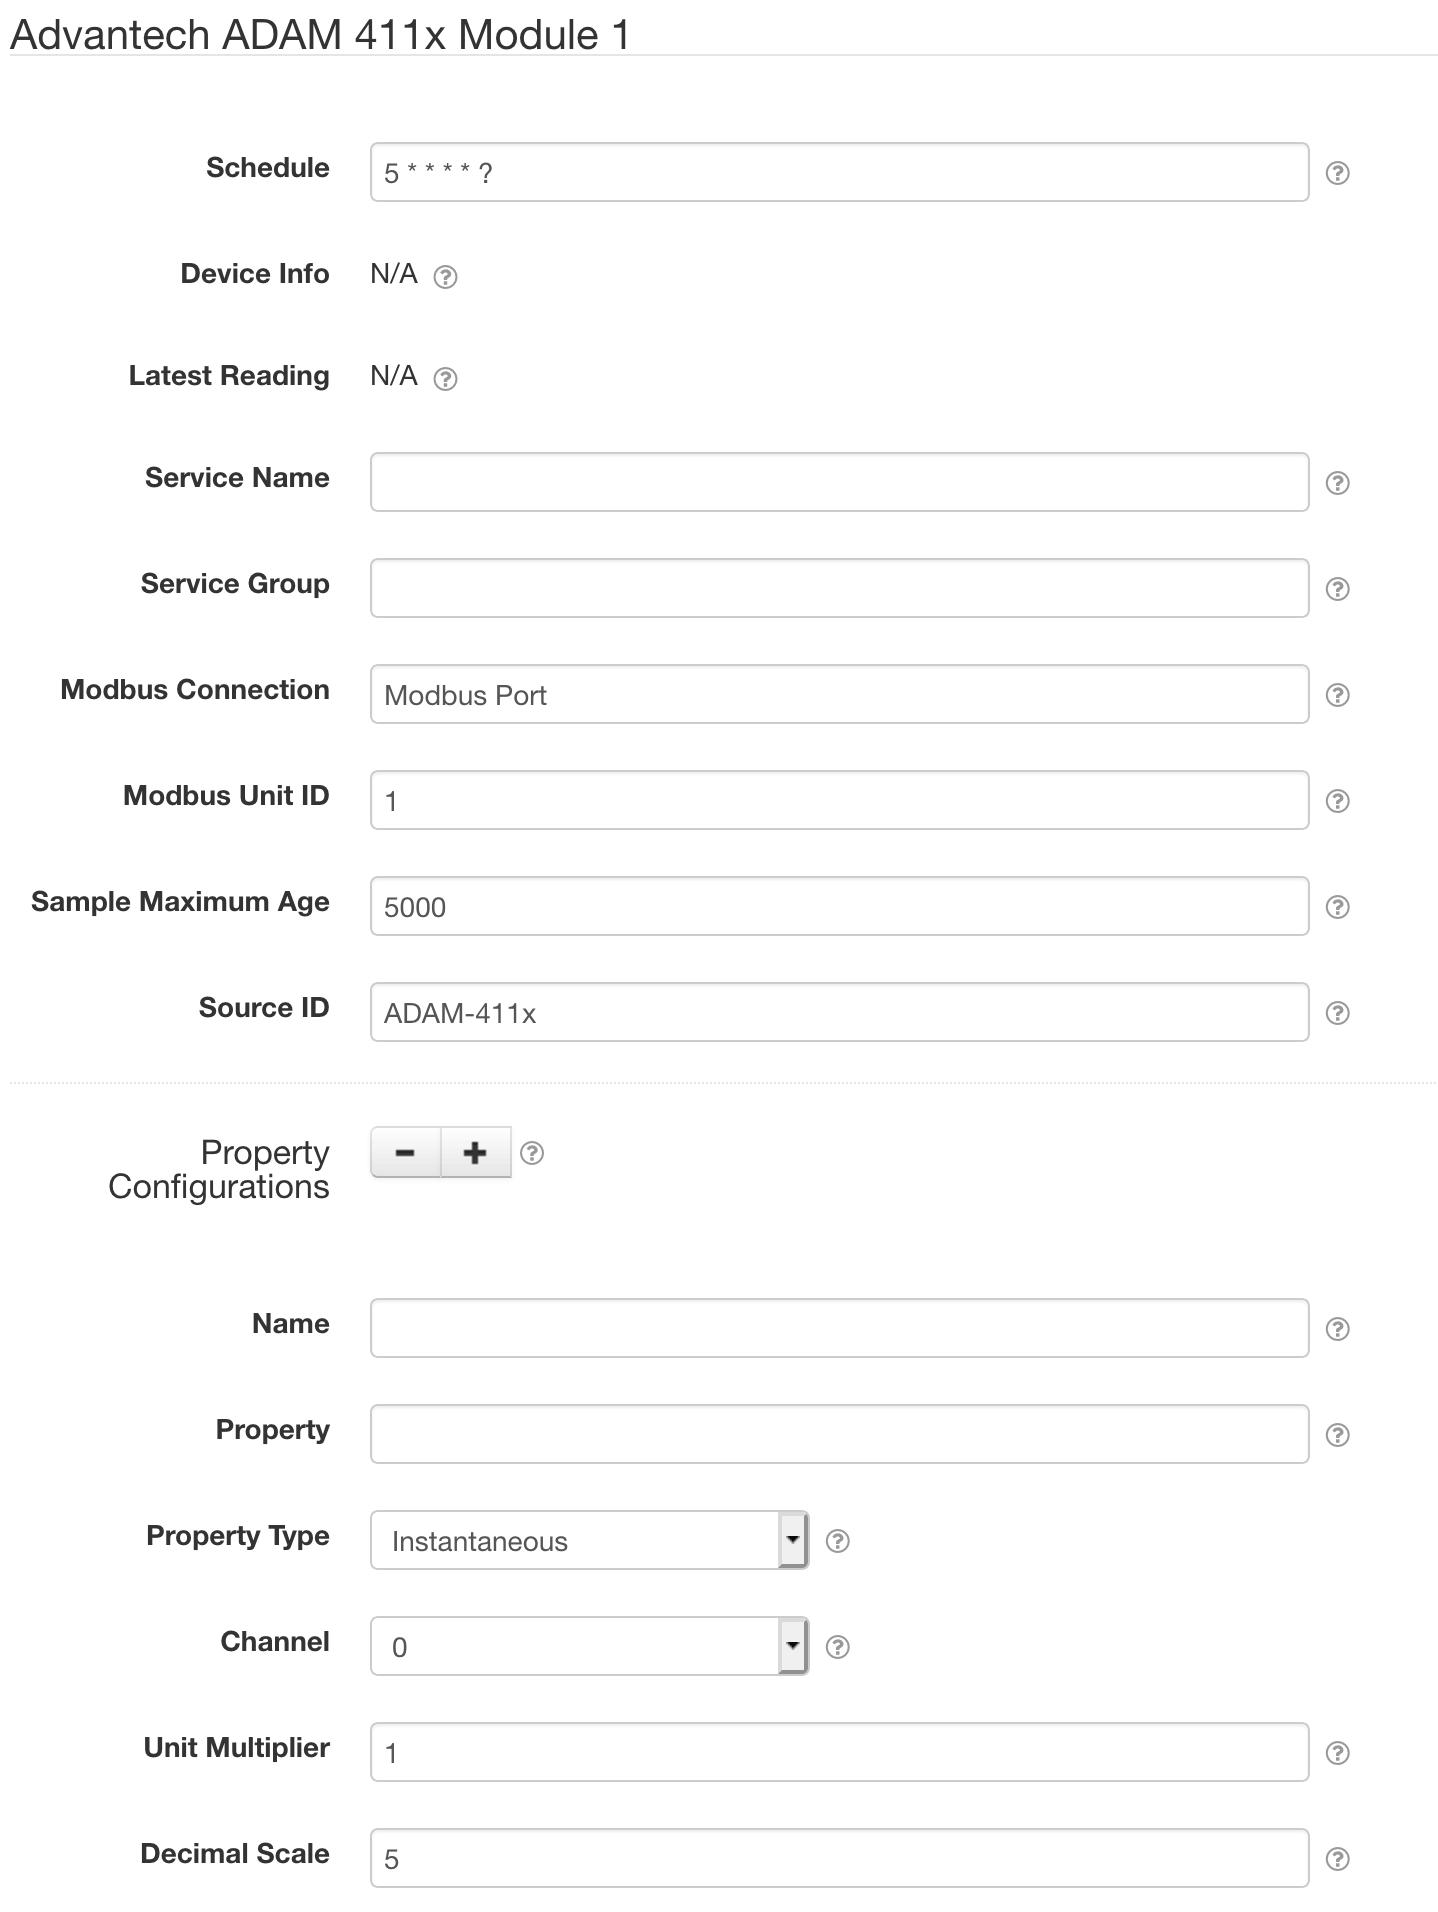 Advantech ADAM 411x Module 1
Schedule
5 * * * * ?
Device Info
N/A
Latest Reading
N/A
Service Name
Service Group
Modbus Connection
Modbus Port
Modbus Unit ID
1
Sample Maximum Age
5000
Source ID
ADAM-411x
Property
Configurations
Name
Property
Property Type
Instantaneous
Channel
0
Unit Multiplier
1
Decimal Scale
5